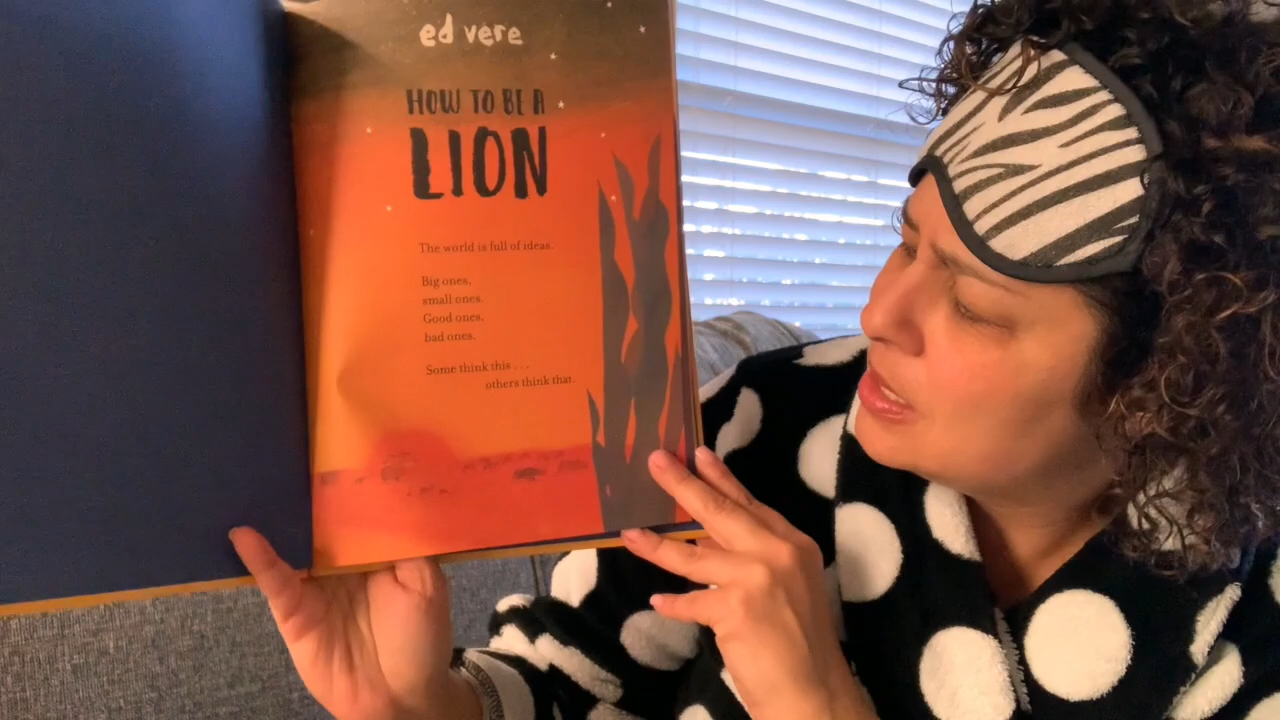 ed vere
HOW TO BE A
LION
The world is full of ideas.
Big ones,
small ones.
Good ones,
bad ones.
Some think this . . .
others think that.